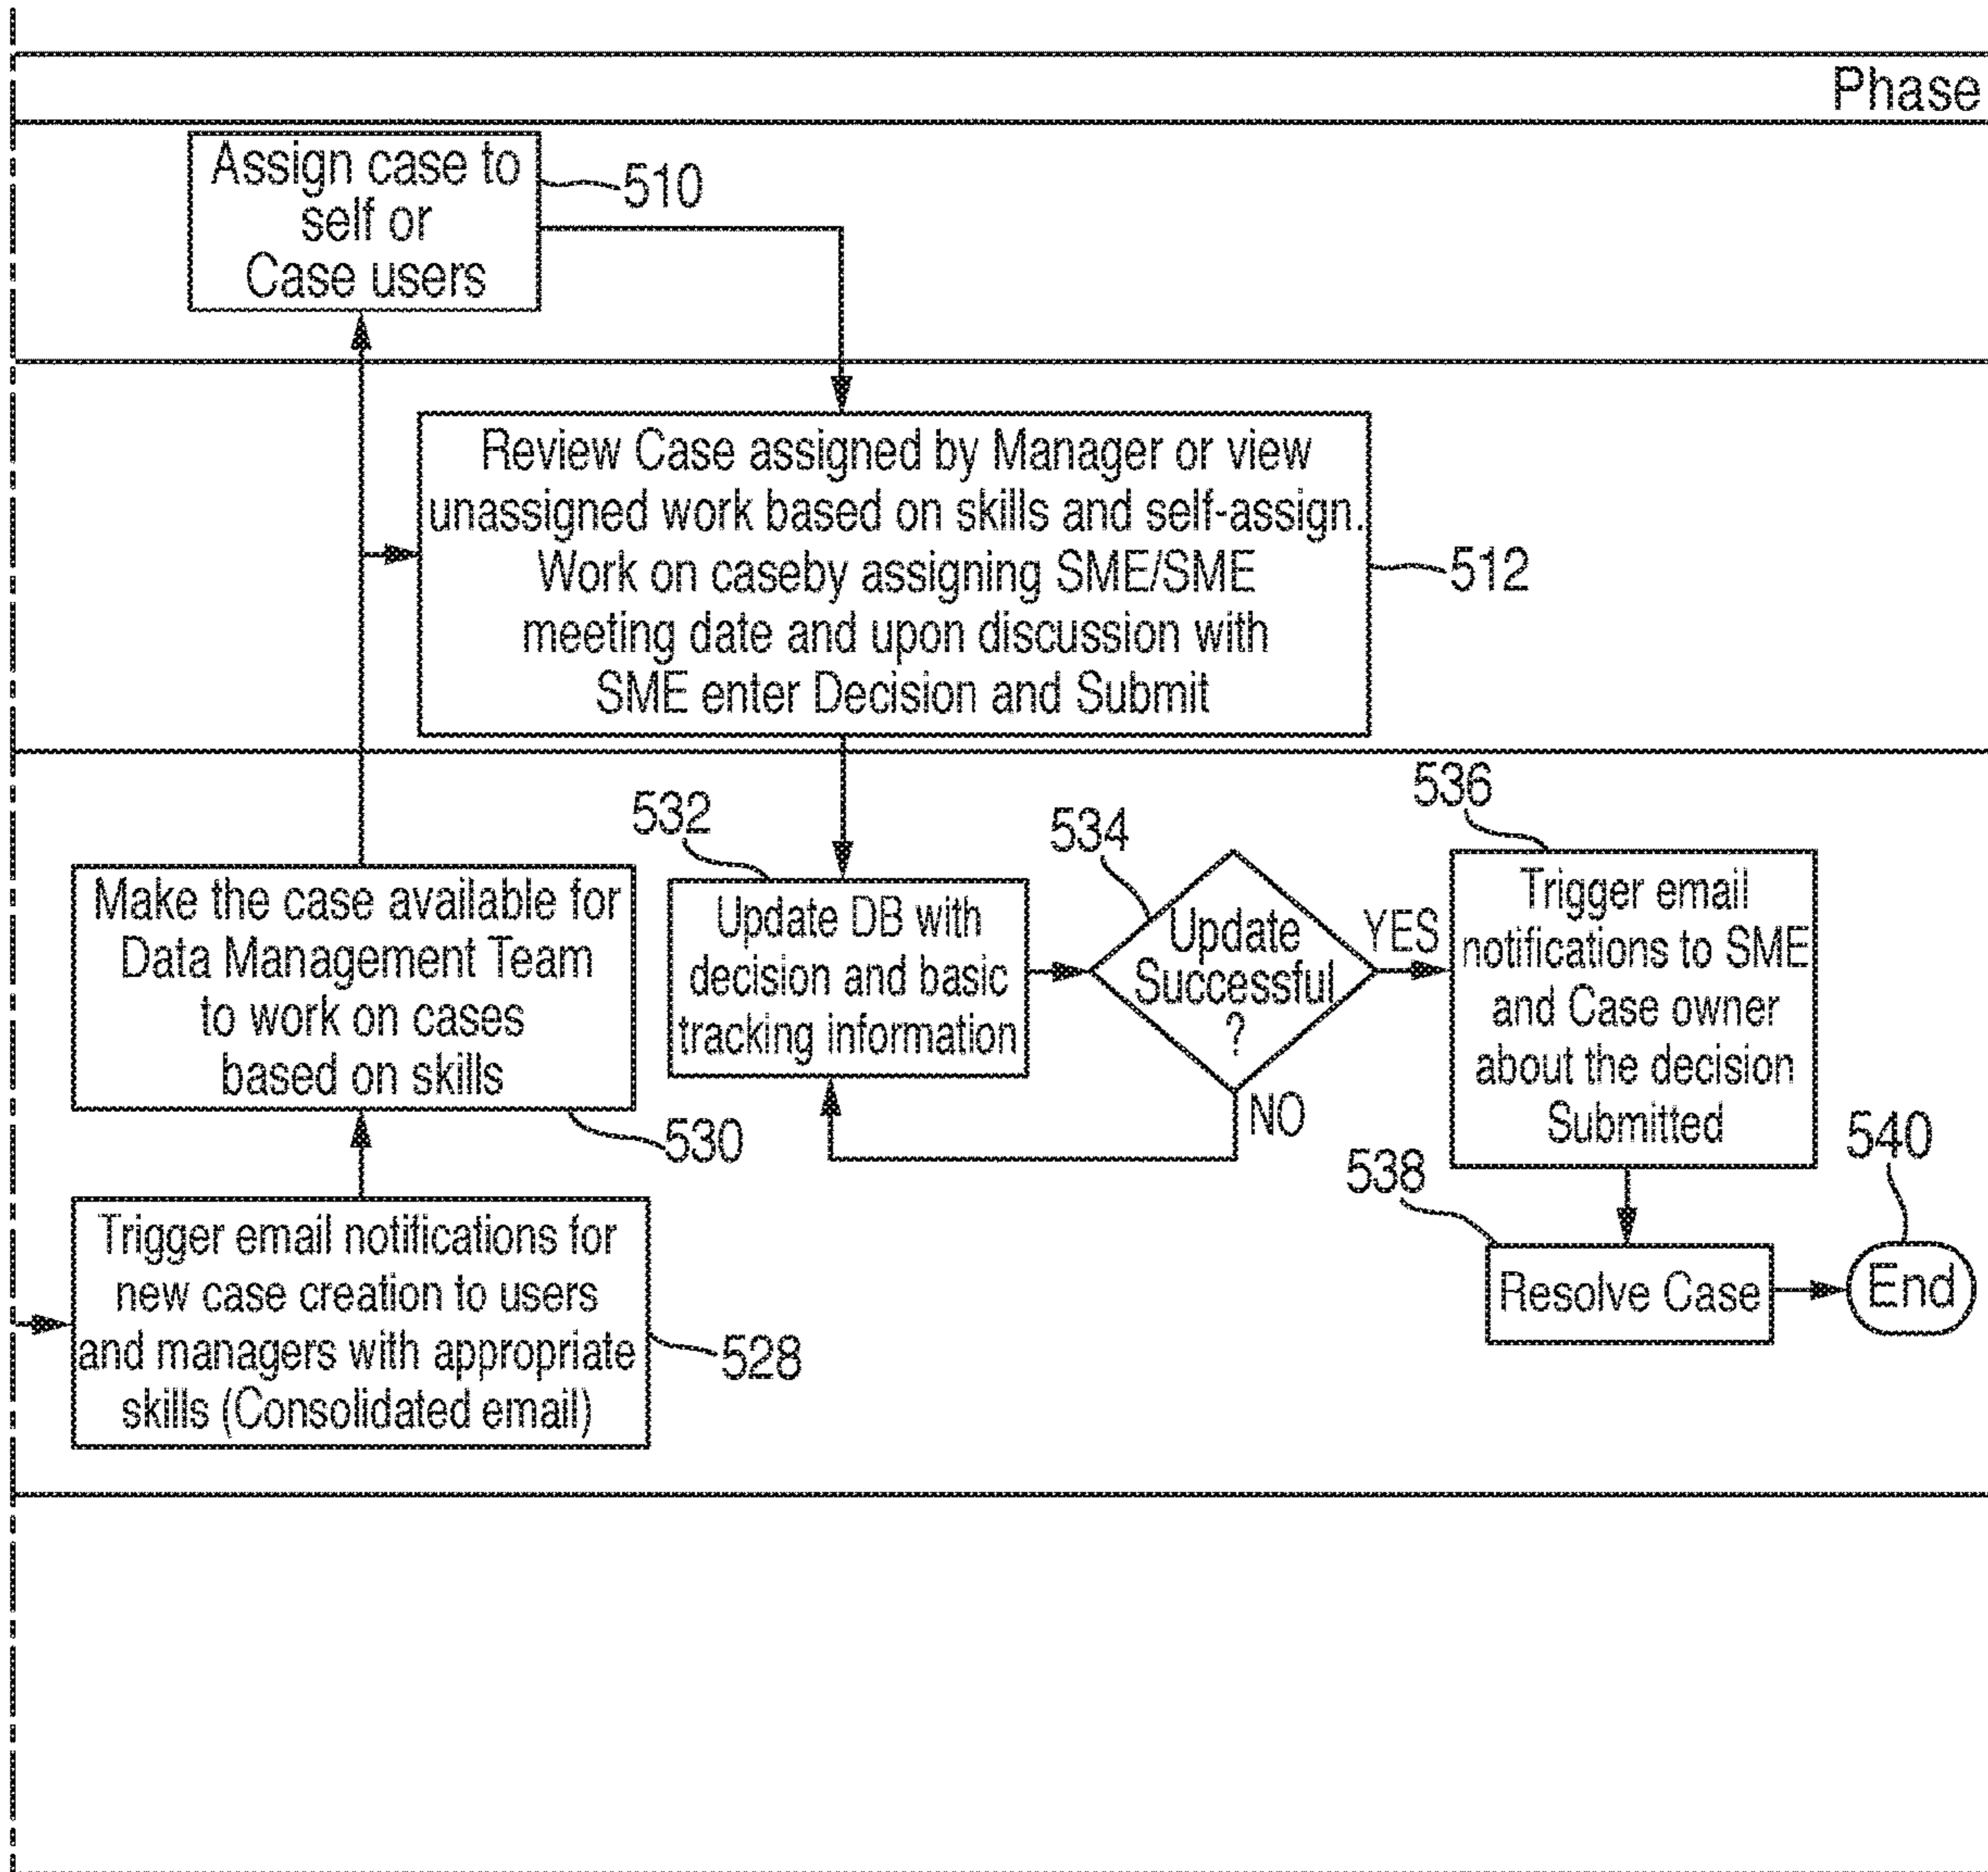 Phase
Assign case to
self or
Case users
510
Review Case assigned by Manager or view
unassigned work based on skills and self-assign.
Work on caseby assigning SME/SME
meeting date and upon discussion with
SME enter Decision and Submit
512
Make the case available for
Data Management Team
to work on cases
based on skills
530
Trigger email notifications for
new case creation to users
and managers with appropriate
skills (Consolidated email)
528
532
Update DB with
decision and basic
tracking information
534
Update
Successful
?
YES
NO
536
Trigger email
notifications to SME
and Case owner
about the decision
Submitted
538
Resolve Case
540
End